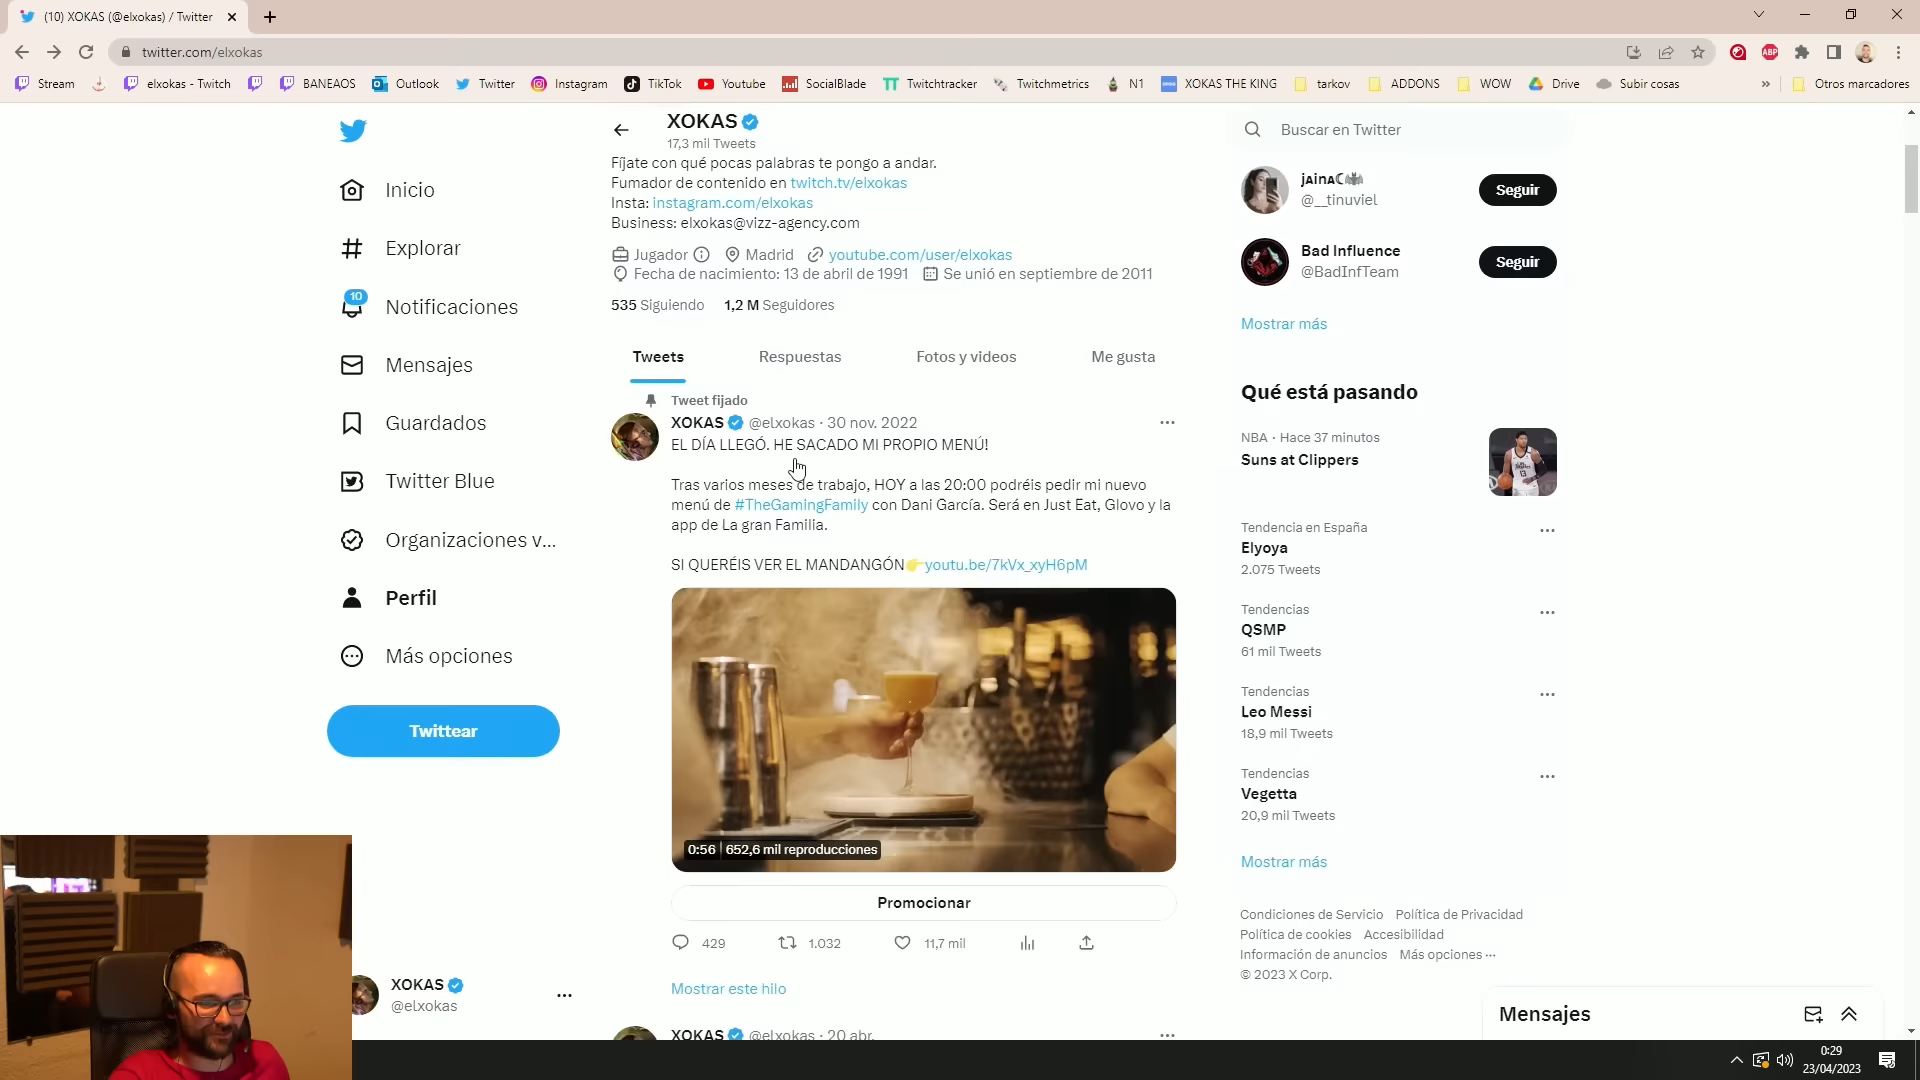 (10) XOKAS (@elxokas) / Twitter
twitter.com/elxokas
ABP
Stream
elxokas - Twitch
BANEAOS
Outlook
Twitter
Instagram
TikTok
Youtube
SocialBlade
Twitchtracker
Twitchmetrics
N1
XOKAS THE KING
tarkov
ADDONS
WOW
Drive
Subir cosas
»
Otros marcadores
Inicio
Explorar
10
Notificaciones
Mensajes
Guardados
Twitter Blue
Organizaciones v...
Perfil
Más opciones
Twittear
XOKAS
@elxokas
XOKAS
17,3 mil Tweets
Fíjate con qué pocas palabras te pongo a andar.
Fumador de contenido en twitch.tv/elxokas
Insta: instagram.com/elxokas
Business: elxokas@vizz-agency.com
Jugador Madrid youtube.com/user/elxokas
Fecha de nacimiento: 13 de abril de 1991 Se unió en septiembre de 2011
535 Siguiendo 1,2 M Seguidores
Tweets Respuestas Fotos y videos Me gusta
Tweet fijado
XOKAS @elxokas · 30 nov. 2022
EL DÍA LLEGÓ. HE SACADO MI PROPIO MENÚ!
Tras varios meses de trabajo, HOY a las 20:00 podréis pedir mi nuevo
menú de #TheGamingFamily con Dani García. Será en Just Eat, Glovo y la
app de La gran Familia.
SI QUERÉIS VER EL MANDANGÓN👉youtu.be/7kVx_xyH6pM
0:56 652,6 mil reproducciones
Promocionar
429 1.032 11,7 mil
Mostrar este hilo
XOKAS @elxokas · 20 abr.
Buscar en Twitter
jᴀinᴀ☾🦇
@__tinuviel
Seguir
Bad Influence
@BadInfTeam
Seguir
Mostrar más
Qué está pasando
NBA · Hace 37 minutos
Suns at Clippers
Tendencia en España
Elyoya
2.075 Tweets
Tendencias
QSMP
61 mil Tweets
Tendencias
Leo Messi
18,9 mil Tweets
Tendencias
Vegetta
20,9 mil Tweets
Mostrar más
Condiciones de Servicio Política de Privacidad
Política de cookies Accesibilidad
Información de anuncios Más opciones ···
© 2023 X Corp.
Mensajes
0:29
23/04/2023